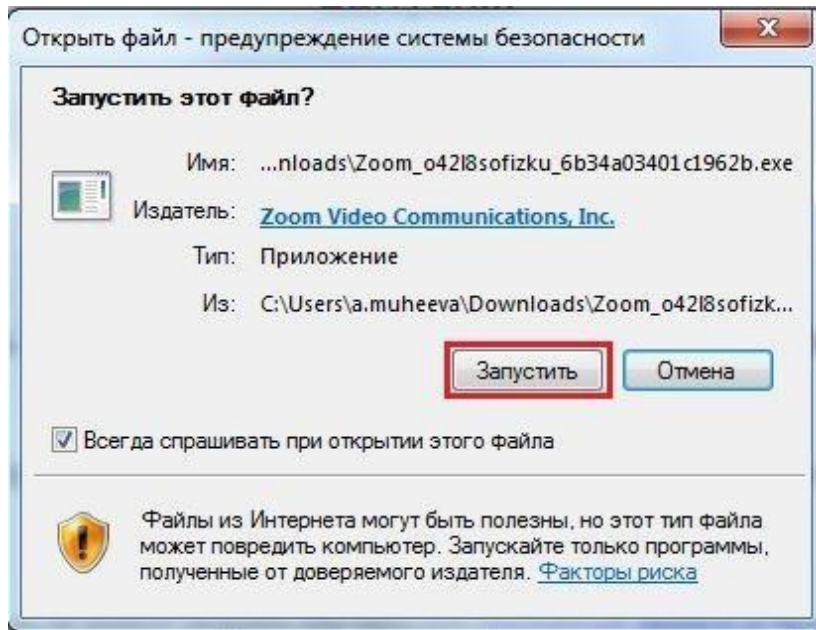 Открыть файл - предупреждение системы безопасности
Запустить этот файл?
Имя: ...nloads\Zoom_o42l8sofizku_6b34a03401c1962b.exe
Издатель: Zoom Video Communications, Inc.
Тип: Приложение
Из: C:\Users\a.muheeva\Downloads\Zoom_o42l8sofizk...
Запустить Отмена
Всегда спрашивать при открытии этого файла
Файлы из Интернета могут быть полезны, но этот тип файла
может повредить компьютер. Запускайте только программы,
полученные от доверяемого издателя. Факторы риска